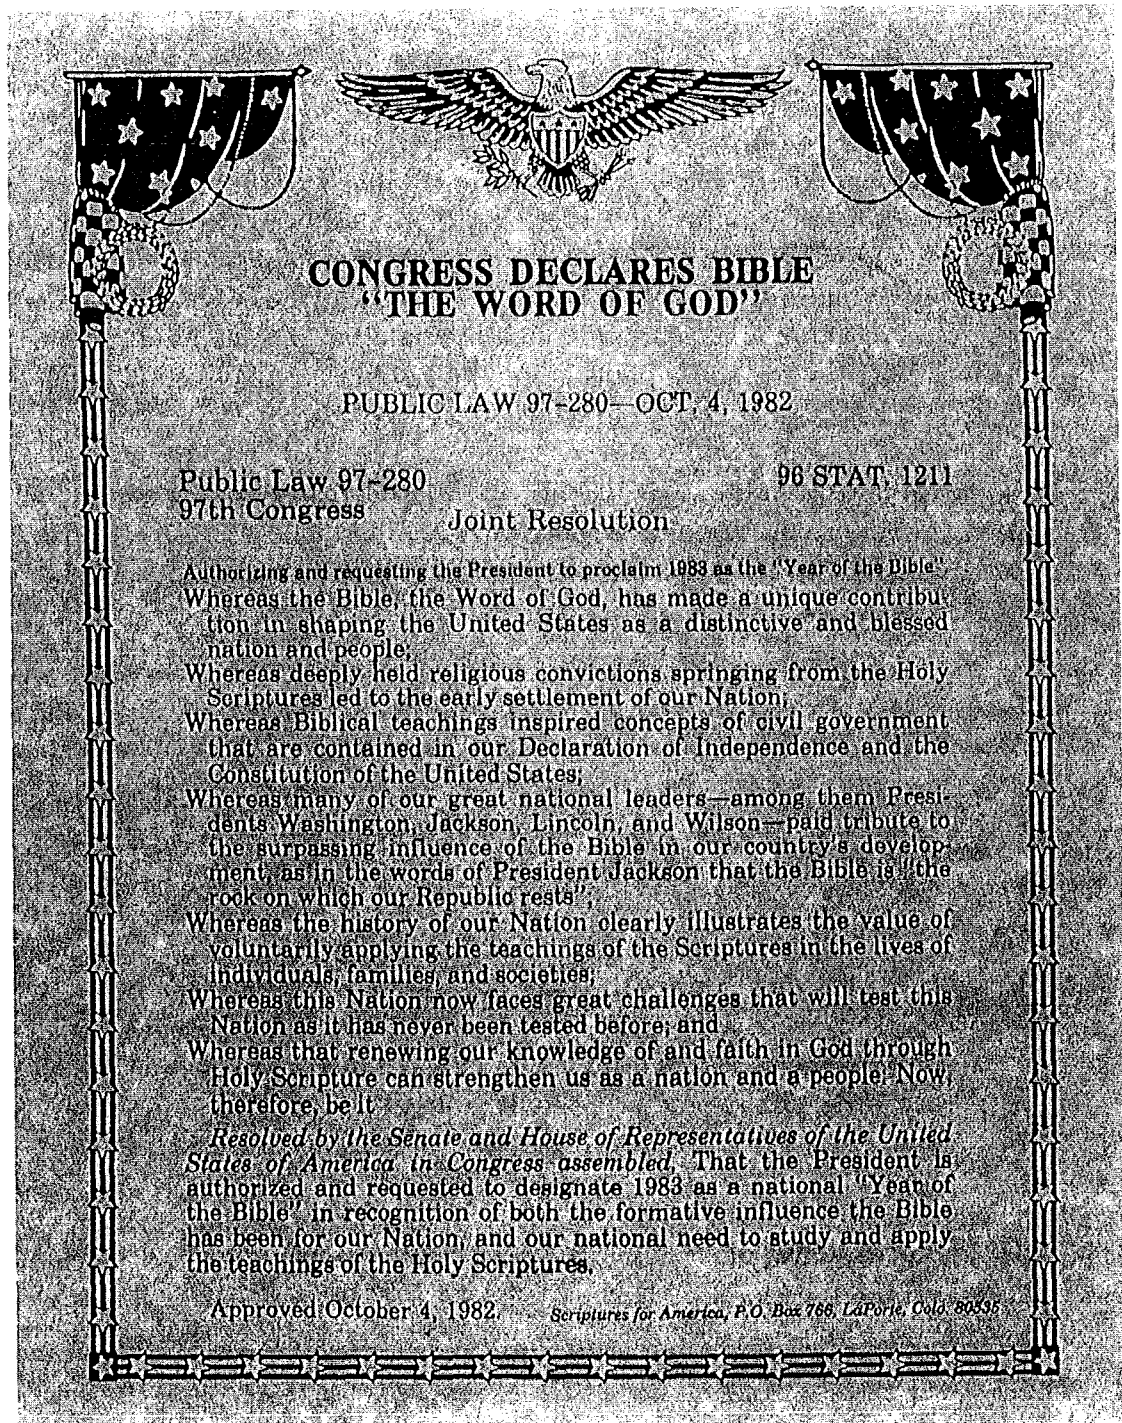 CONGRESS DECLARES BIBLE
"THE WORD OF GOD"
PUBLIC LAW 97-280—OCT. 4, 1982
Public Law 97-280
96 STAT. 1211
97th Congress
Joint Resolution
Authorizing and requesting the President to proclaim 1983 as the "Year of the Bible"
Whereas the Bible, the Word of God, has made a unique contribu-
tion in shaping the United States as a distinctive and blessed
nation and people;
Whereas deeply held religious convictions springing from the Holy
Scriptures led to the early settlement of our Nation;
Whereas Biblical teachings inspired concepts of civil government
that are contained in our Declaration of Independence and the
Constitution of the United States;
Whereas many of our great national leaders—among them Presi-
dents Washington, Jackson, Lincoln, and Wilson—paid tribute to
the surpassing influence of the Bible in our country's develop-
ment, as in the words of President Jackson that the Bible is "the
rock on which our Republic rests";
Whereas the history of our Nation clearly illustrates the value of
voluntarily applying the teachings of the Scriptures in the lives of
individuals, families, and societies;
Whereas this Nation now faces great challenges that will test this
Nation as it has never been tested before; and
Whereas that renewing our knowledge of and faith in God through
Holy Scripture can strengthen us as a nation and a people: Now,
therefore, be it
Resolved by the Senate and House of Representatives of the United
States of America in Congress assembled, That the President is
authorized and requested to designate 1983 as a national "Year of
the Bible" in recognition of both the formative influence the Bible
has been for our Nation, and our national need to study and apply
the teachings of the Holy Scriptures.
Approved October 4, 1982.
Scriptures for America, P.O. Box 766, LaPorte, Colo. 80535